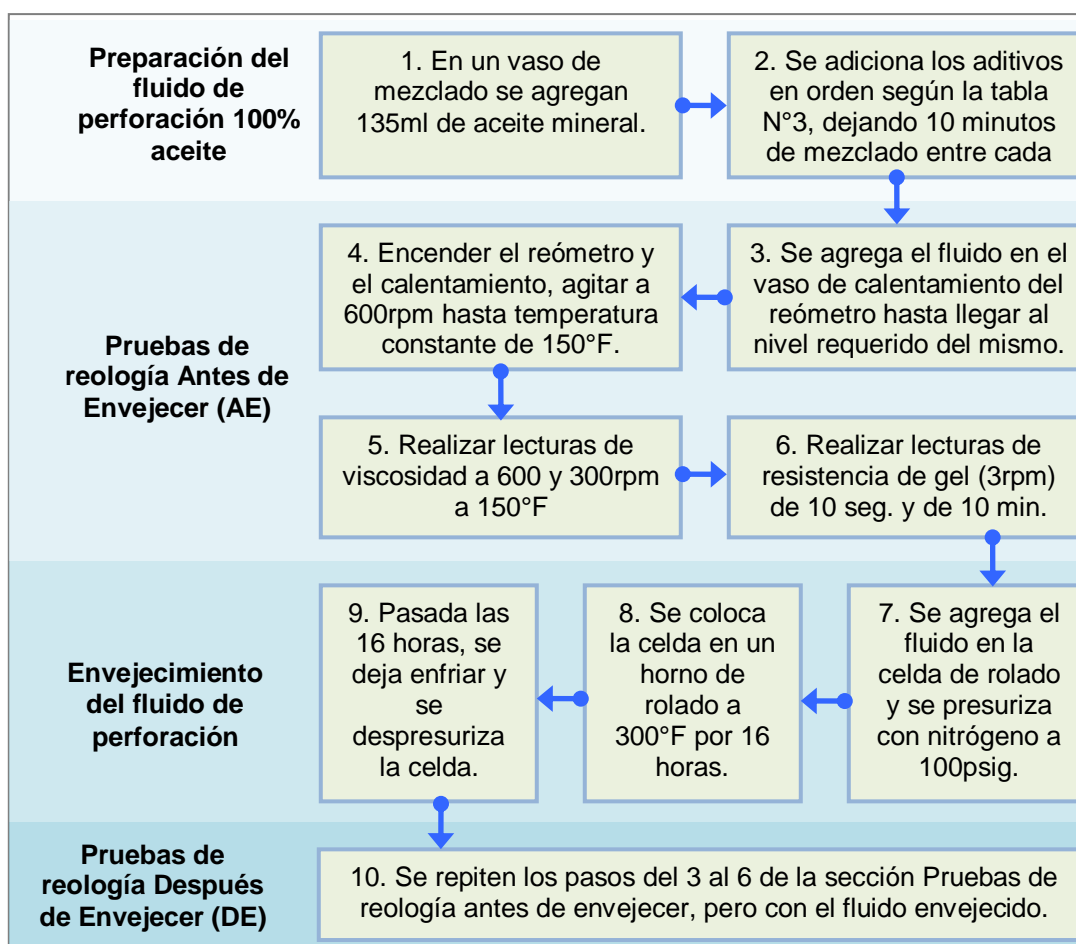 Preparación del
fluido de
perforación 100%
aceite
1. En un vaso de
mezclado se agregan
135ml de aceite mineral.
2. Se adiciona los aditivos
en orden según la tabla
N°3, dejando 10 minutos
de mezclado entre cada
Pruebas de
reología Antes de
Envejecer (AE)
3. Se agrega el fluido en el
vaso de calentamiento del
reómetro hasta llegar al
nivel requerido del mismo.
4. Encender el reómetro y
el calentamiento, agitar a
600rpm hasta temperatura
constante de 150°F.
5. Realizar lecturas de
viscosidad a 600 y 300rpm
a 150°F
6. Realizar lecturas de
resistencia de gel (3rpm)
de 10 seg. y de 10 min.
Envejecimiento
del fluido de
perforación
7. Se agrega el
fluido en la
celda de rolado
y se presuriza
con nitrógeno a
100psig.
8. Se coloca
la celda en un
horno de
rolado a
300°F por 16
horas.
9. Pasada las
16 horas, se
deja enfriar y
se
despresuriza
la celda.
Pruebas de
reología Después
de Envejecer (DE)
10. Se repiten los pasos del 3 al 6 de la sección Pruebas de
reología antes de envejecer, pero con el fluido envejecido.